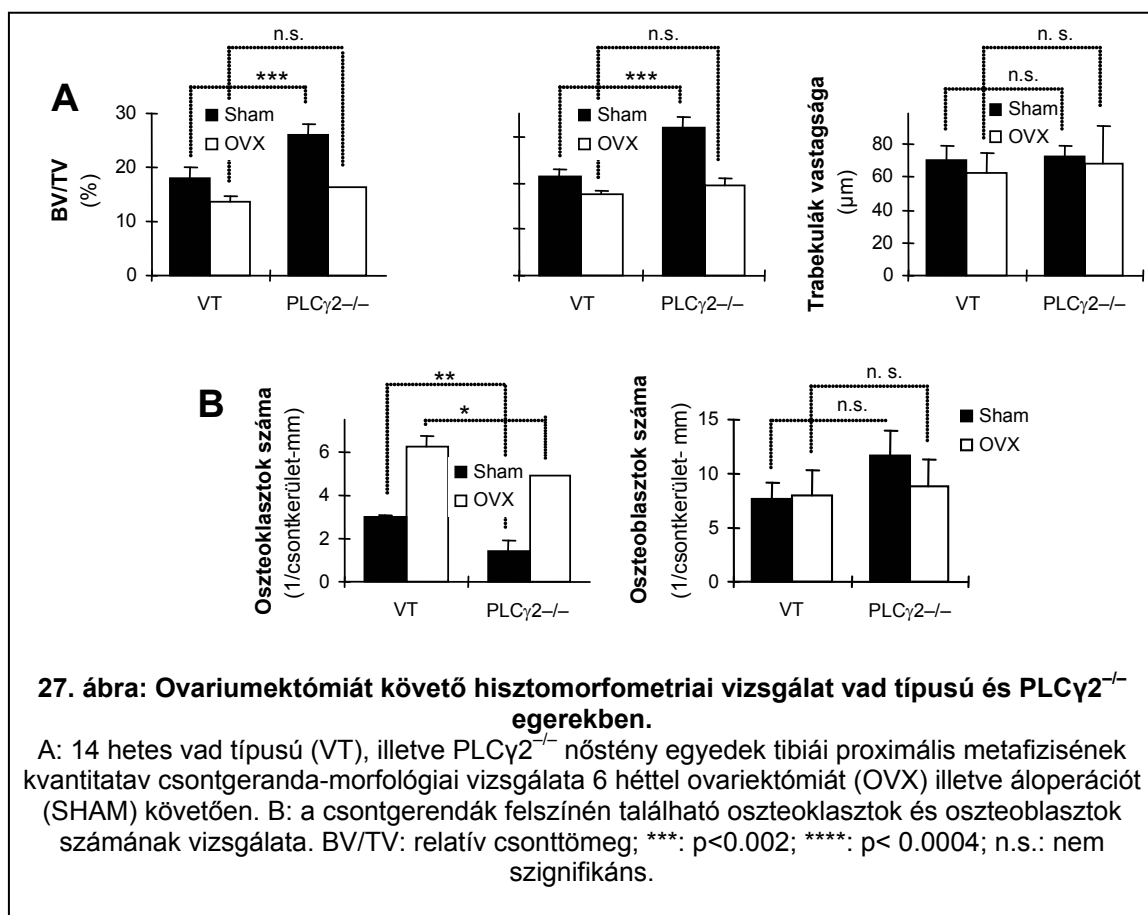 n.s.
***
A
Sham
OVX
BV/TV
(%)
30
20
10
0
VT
PLCγ2–/–
n.s.
***
Sham
OVX
VT
PLCγ2–/–
n. s.
n.s.
Sham
OVX
Trabekulák vastagsága
(µm)
80
60
40
80
0
VT
PLCγ2–/–
B
**
*
Sham
OVX
Oszteoklasztok száma
(1/csontkerület-mm)
6
4
2
0
VT
PLCγ2–/–
n. s.
n.s.
Sham
OVX
Oszteoblasztok száma
(1/csontkerület- mm)
15
10
5
0
VT
PLCγ2–/–
27. ábra: Ovariumektómiát követő hisztomorfometriai vizsgálat vad típusú és PLCγ2–/–
egerekben.
A: 14 hetes vad típusú (VT), illetve PLCγ2–/– nőstény egyedek tibiái proximális metafizisének
kvantitatav csontgeranda-morfológiai vizsgálata 6 héttel ovariektómiát (OVX) illetve áloperációt
(SHAM) követően. B: a csontgerendák felszínén található oszteoklasztok és oszteoblasztok
számának vizsgálata. BV/TV: relatív csonttömeg; ***: p<0.002; ****: p< 0.0004; n.s.: nem
szignifikáns.